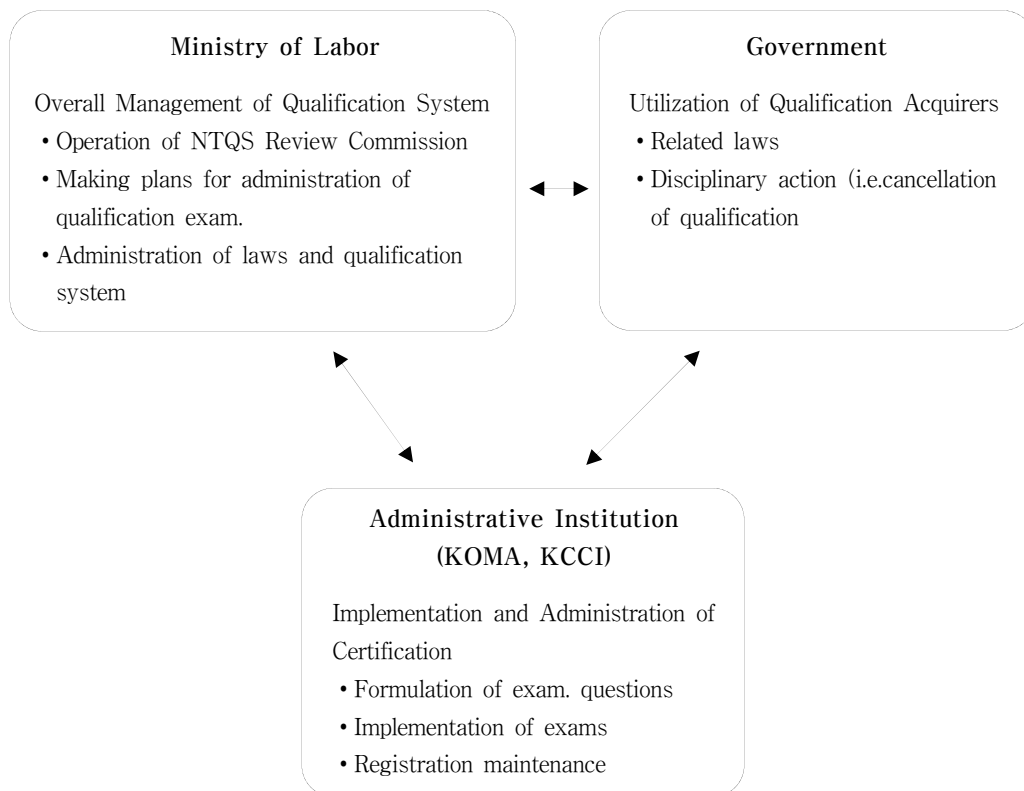 Ministry of Labor
Overall Management of Qualification System
• Operation of NTQS Review Commission
• Making plans for administration of
qualification exam.
• Administration of laws and qualification
system
Government
Utilization of Qualification Acquirers
• Related laws
• Disciplinary action (i.e.cancellation
of qualification
Administrative Institution
(KOMA, KCCI)
Implementation and Administration of
Certification
• Formulation of exam. questions
• Implementation of exams
• Registration maintenance